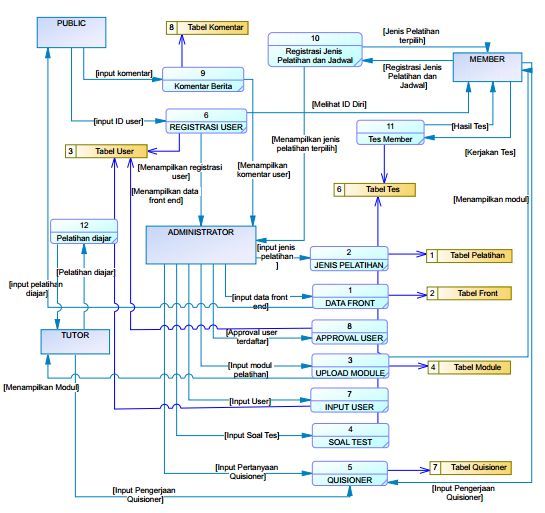 PUBLIC
8 Tabel Komentar
10
Registrasi Jenis
Pelatihan dan Jadwal
[Jenis Pelatihan
terpilih]
MEMBER
[input komentar]
9
Komentar Berita
[Registrasi Jenis
Pelatihan dan
Jadwal]
[input ID user]
6
REGISTRASI USER
[Melihat ID Diri]
11
Tes Member
[Hasil Tes]
[Kerjakan Tes]
3 Tabel User
[Menampilkan jenis
pelatihan terpilih]
[Menampilkan registrasi
user]
[Menampilkan
komentar user]
[Menampilkan data
front end]
6 Tabel Tes
[Menampilkan modul]
12
Pelatihan diajar
ADMINISTRATOR
[input jenis
pelatihan
]
2
JENIS PELATIHAN
1 Tabel Pelatihan
[Pelatihan diajar]
[input pelatihan
diajar]
[input data front
end]
1
DATA FRONT
2 Tabel Front
TUTOR
[Approval user
terdaftar]
8
APPROVAL USER
[Input modul
pelatihan]
3
UPLOAD MODULE
4 Tabel Module
[Menampilkan Modul]
[Input User]
7
INPUT USER
[Input Soal Tes]
4
SOAL TEST
[Input Pertanyaan
Quisioner]
5
QUISIONER
7 Tabel Quisioner
[Input Pengerjaan
Quisioner]
[Input Pengerjaan
Quisioner]